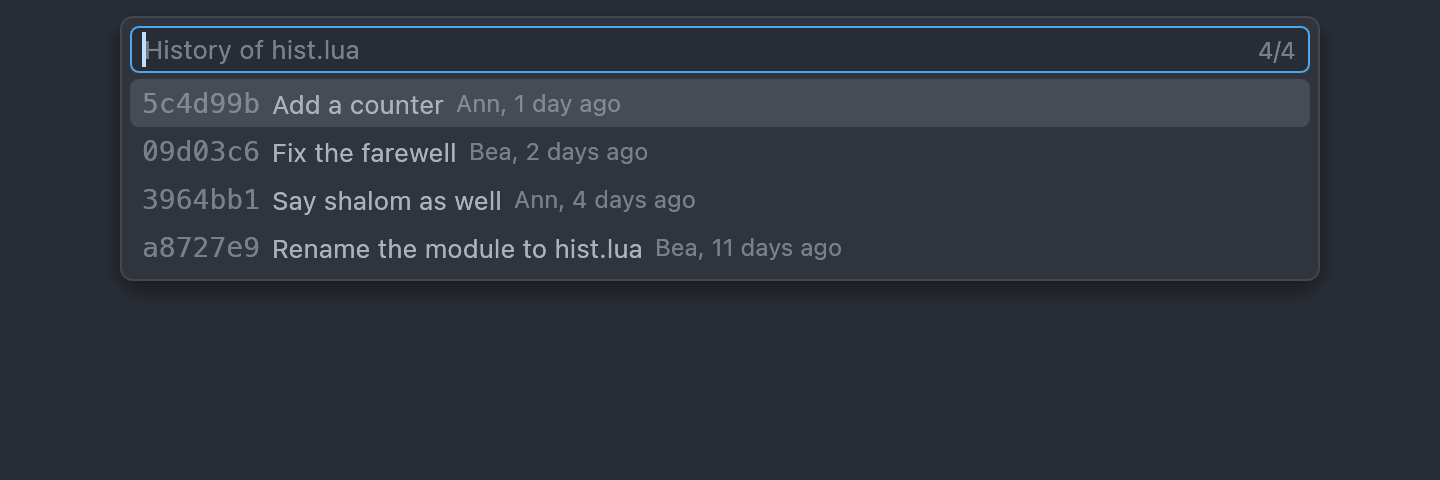 History of hist.lua 4/4
5c4d99b Add a counter Ann, 1 day ago
09d03c6 Fix the farewell Bea, 2 days ago
3964bb1 Say shalom as well Ann, 4 days ago
a8727e9 Rename the module to hist.lua Bea, 11 days ago